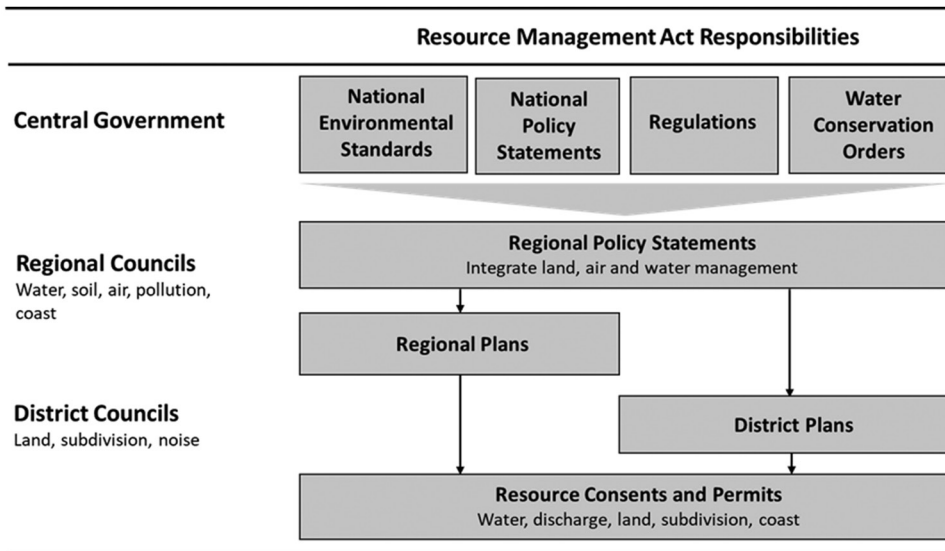 Resource Management Act Responsibilities
Central Government
National
Environmental
Standards
National
Policy
Statements
Regulations
Water
Conservation
Orders
Regional Councils
Water, soil, air, pollution,
coast
Regional Policy Statements
Integrate land, air and water management
Regional Plans
District Councils
Land, subdivision, noise
District Plans
Resource Consents and Permits
Water, discharge, land, subdivision, coast